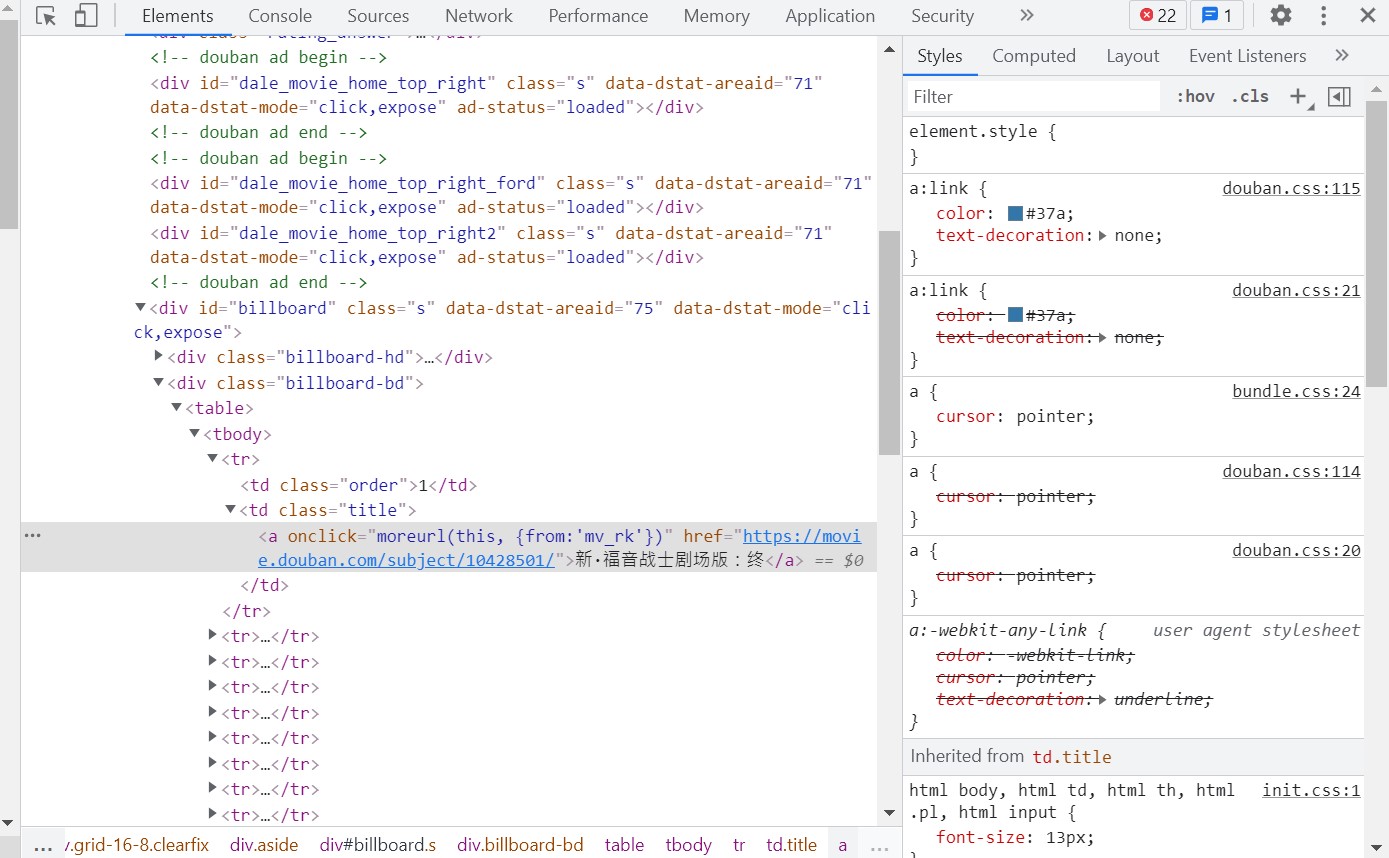 Elements Console Sources Network Performance Memory Application Security » 22 1
<div class="rating_answer">…</div>
<!-- douban ad begin -->
<div id="dale_movie_home_top_right" class="s" data-dstat-areaid="71"
data-dstat-mode="click,expose" ad-status="loaded"></div>
<!-- douban ad end -->
<!-- douban ad begin -->
<div id="dale_movie_home_top_right_ford" class="s" data-dstat-areaid="71"
data-dstat-mode="click,expose" ad-status="loaded"></div>
<div id="dale_movie_home_top_right2" class="s" data-dstat-areaid="71"
data-dstat-mode="click,expose" ad-status="loaded"></div>
<!-- douban ad end -->
<div id="billboard" class="s" data-dstat-areaid="75" data-dstat-mode="cli
ck,expose">
<div class="billboard-hd">…</div>
<div class="billboard-bd">
<table>
<tbody>
<tr>
<td class="order">1</td>
<td class="title">
<a onclick="moreurl(this, {from:'mv_rk'})" href="https://movi
e.douban.com/subject/10428501/">新·福音战士剧场版：终</a> == $0
</td>
</tr>
<tr>…</tr>
<tr>…</tr>
<tr>…</tr>
<tr>…</tr>
<tr>…</tr>
<tr>…</tr>
<tr>…</tr>
<tr>…</tr>
… v.grid-16-8.clearfix div.aside div#billboard.s div.billboard-bd table tbody tr td.title a …
Styles Computed Layout Event Listeners »
Filter :hov .cls +
element.style {
}
a:link { douban.css:115
color: #37a;
text-decoration: none;
}
a:link { douban.css:21
color: #37a;
text-decoration: none;
}
a { bundle.css:24
cursor: pointer;
}
a { douban.css:114
cursor: pointer;
}
a { douban.css:20
cursor: pointer;
}
a:-webkit-any-link { user agent stylesheet
color: -webkit-link;
cursor: pointer;
text-decoration: underline;
}
Inherited from td.title
html body, html td, html th, html init.css:1
.pl, html input {
font-size: 13px;